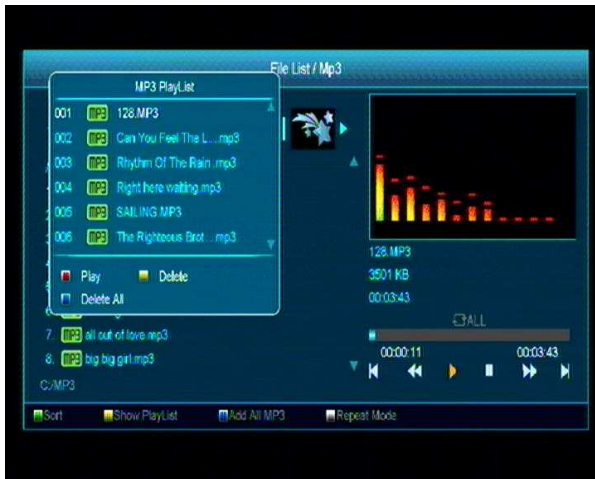 File List / Mp3
MP3 PlayList
001 MP3 128.MP3
002 MP3 Can You Feel The L....mp3
003 MP3 Rhythm Of The Rain.mp3
004 MP3 Right here waiting.mp3
005 MP3 SAILING.MP3
006 MP3 The Righteous Brot....mp3
Play
Delete
Delete All
7. MP3 all out of love.mp3
8. MP3 big big girl.mp3
C:/MP3
128.MP3
3501 KB
00:03:43
ALL
00:00:11
00:03:43
Sort
Show PlayList
Add All MP3
Repeat Mode